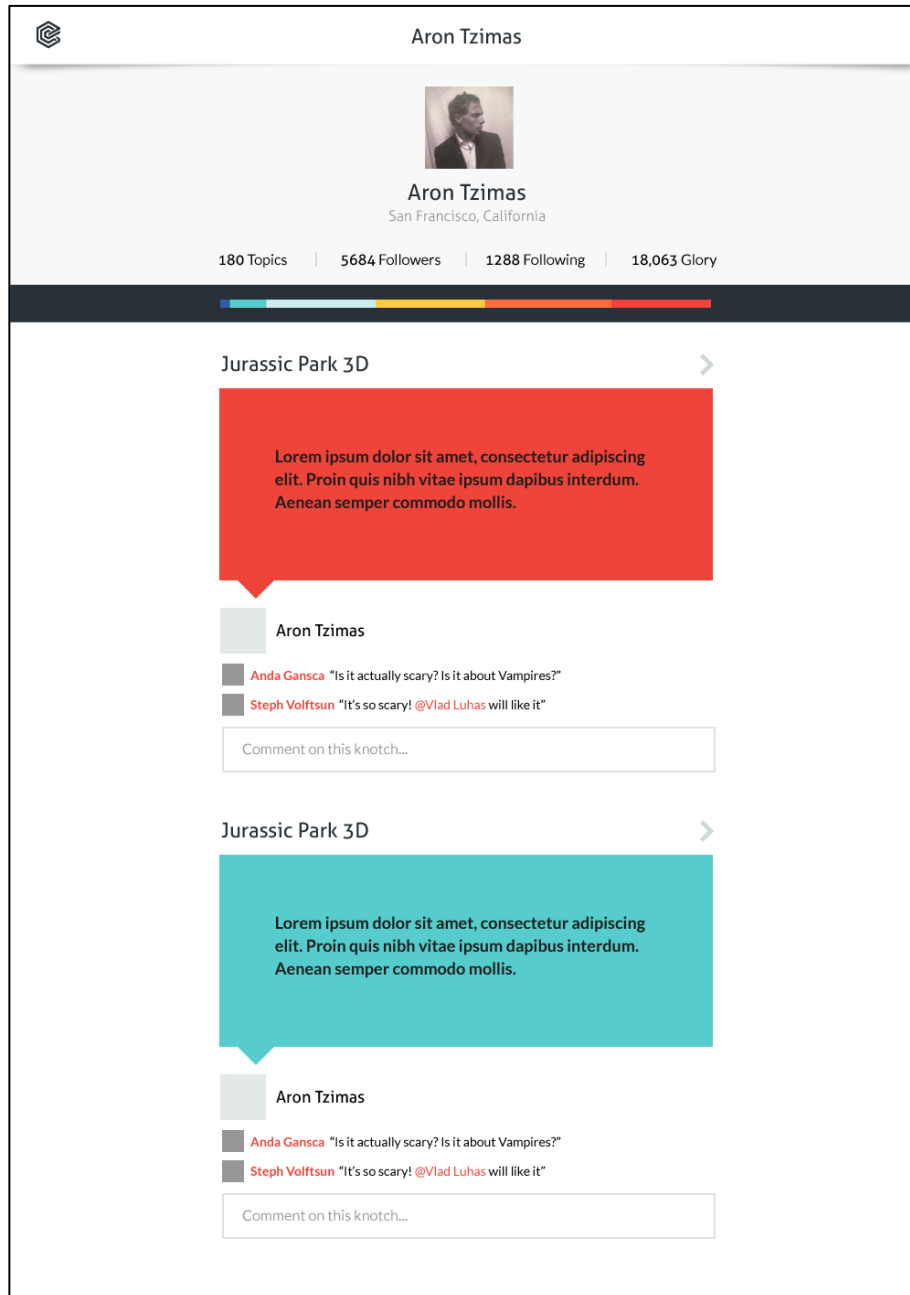 Aron Tzimas
Aron Tzimas
San Francisco, California
180 Topics | 5684 Followers | 1288 Following | 18,063 Glory
Jurassic Park 3D
Lorem ipsum dolor sit amet, consectetur adipiscing
elit. Proin quis nibh vitae ipsum dapibus interdum.
Aenean semper commodo mollis.
Aron Tzimas
Anda Gansca “Is it actually scary? Is it about Vampires?”
Steph Volftsun “It's so scary! @Vlad Luhas will like it”
Comment on this knotch...
Jurassic Park 3D
Lorem ipsum dolor sit amet, consectetur adipiscing
elit. Proin quis nibh vitae ipsum dapibus interdum.
Aenean semper commodo mollis.
Aron Tzimas
Anda Gansca “Is it actually scary? Is it about Vampires?”
Steph Volftsun “It's so scary! @Vlad Luhas will like it”
Comment on this knotch...